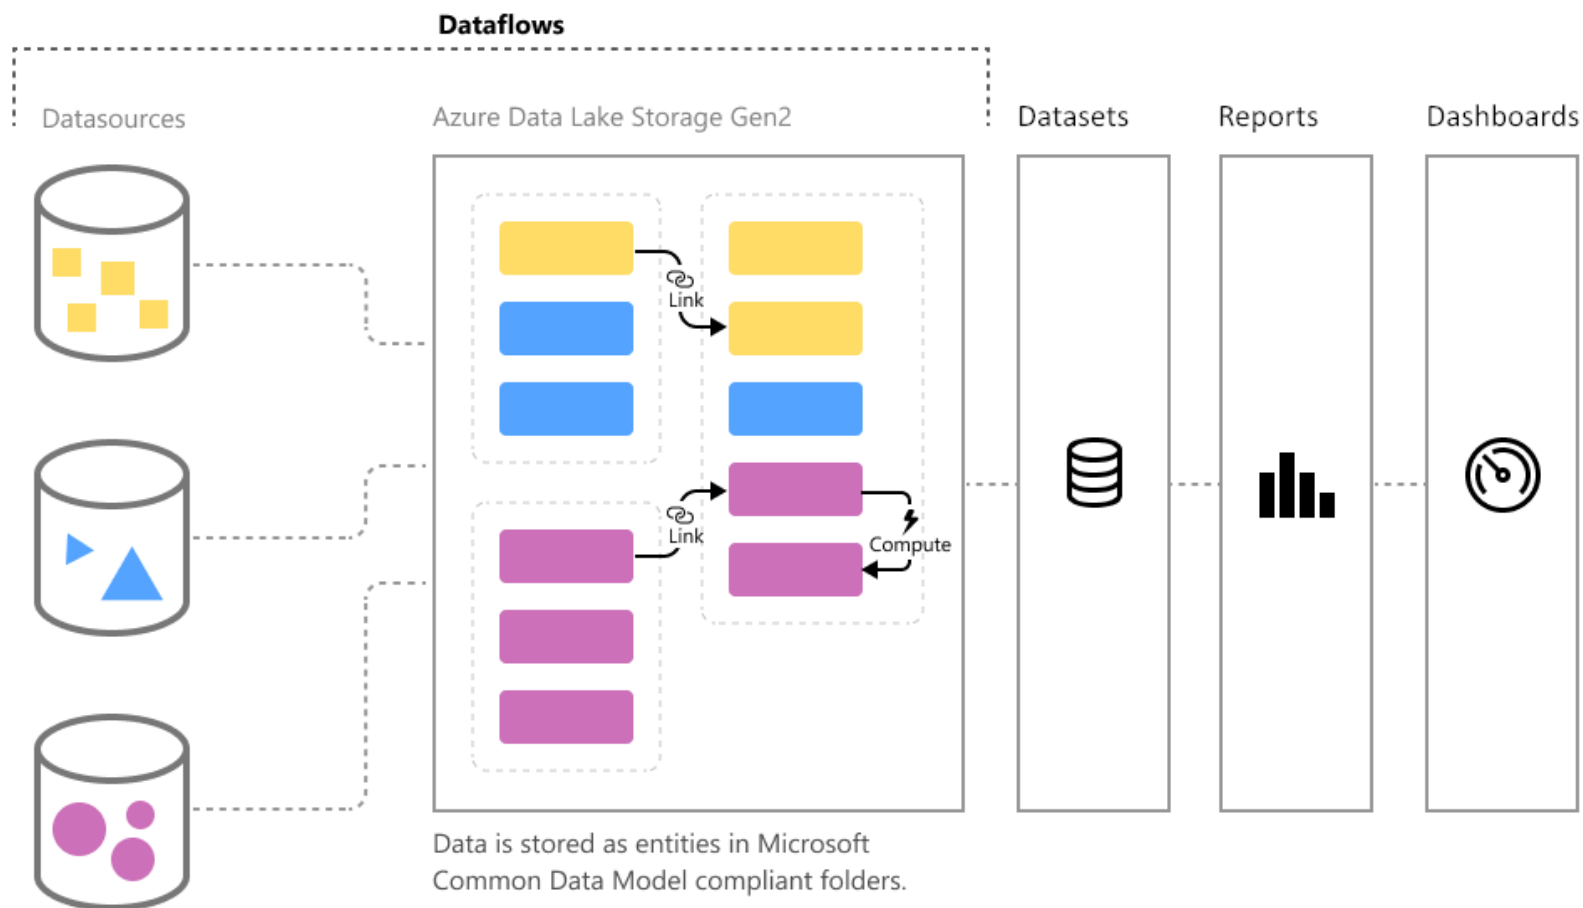 Dataflows
Datasources
Azure Data Lake Storage Gen2
Datasets
Reports
Dashboards
Link
Link
Compute
Data is stored as entities in Microsoft
Common Data Model compliant folders.